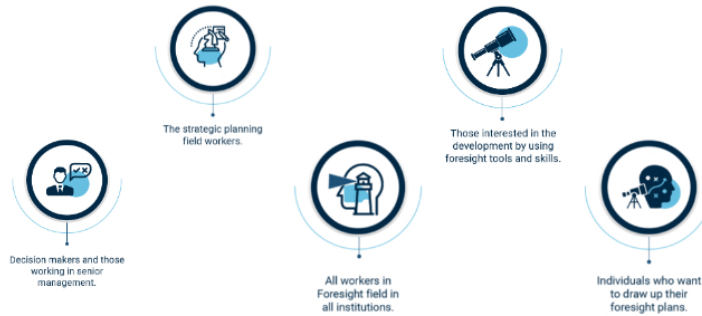 The strategic planning
field workers.
Those interested in the
development by using
foresight tools and skills.
Decision makers and those
working in senior
management.
All workers in
Foresight field in
all institutions.
Individuals who want
to draw up their
foresight plans.